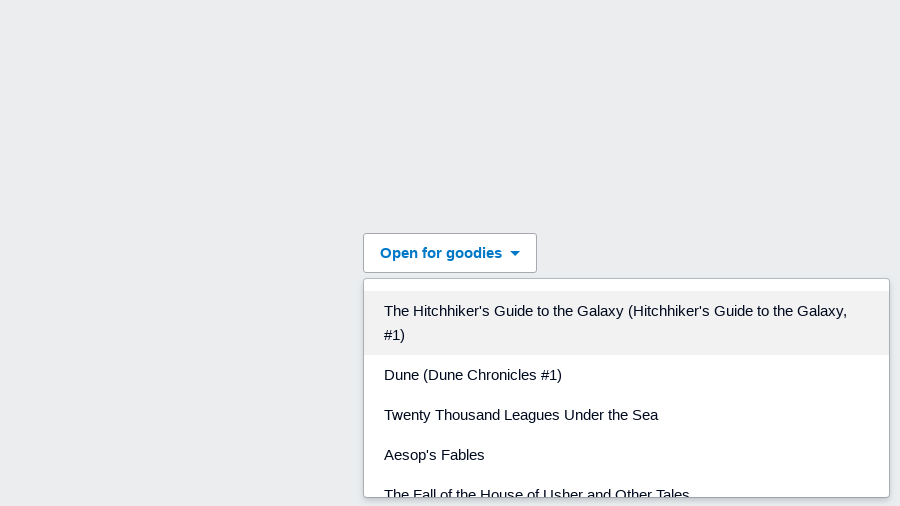 Open for goodies
The Hitchhiker's Guide to the Galaxy (Hitchhiker's Guide to the Galaxy,
#1)
Dune (Dune Chronicles #1)
Twenty Thousand Leagues Under the Sea
Aesop's Fables
The Fall of the House of Usher and Other Tales